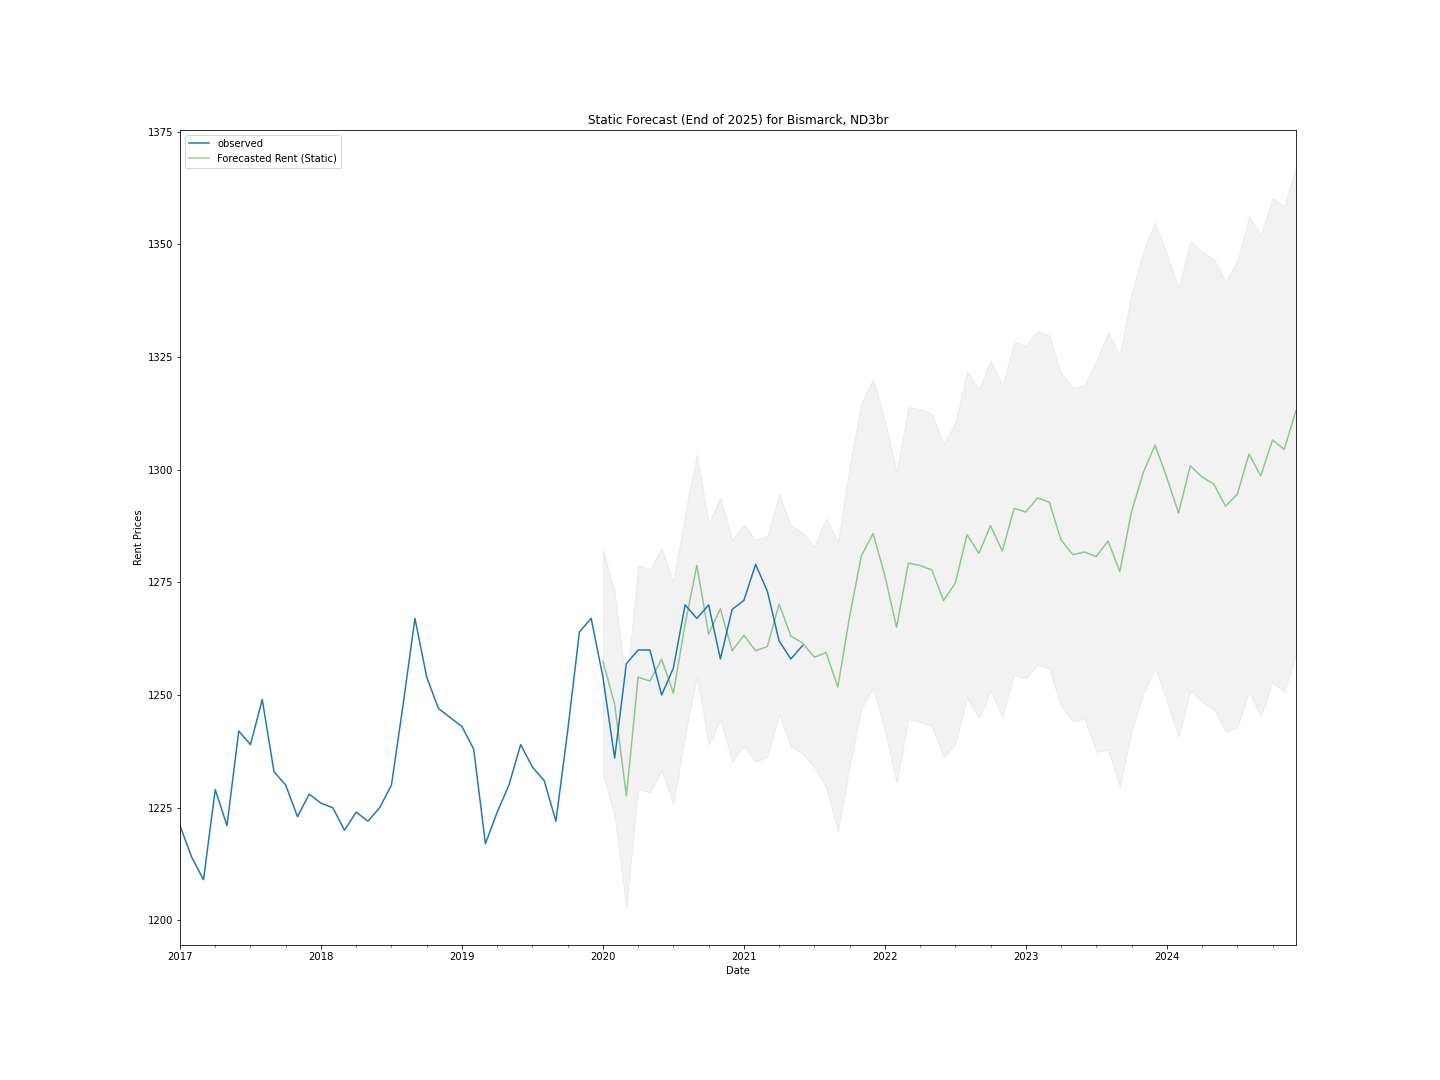 Static Forecast (End of 2025) for Bismarck, ND3br
1375
observed
Forecasted Rent (Static)
1350
1325
1300
Rent Prices
1275
1250
1225
1200
2017 2018 2019 2020 2021 2022 2023 2024
Date